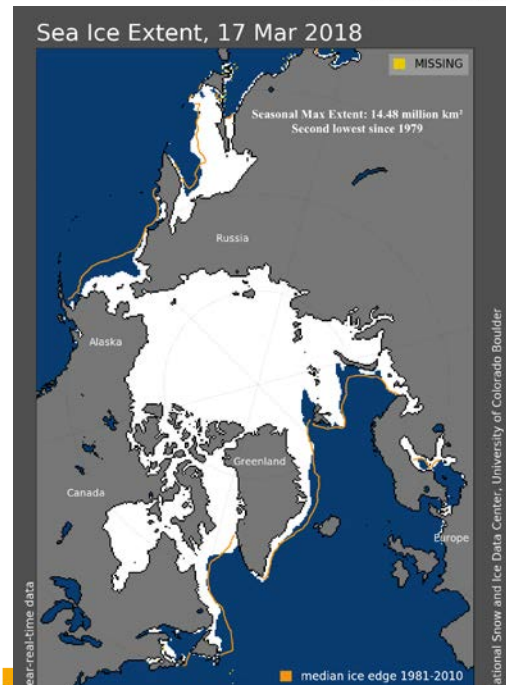 Sea Ice Extent, 17 Mar 2018
MISSING
Seasonal Max Extent: 14.48 million km²
Second lowest since 1979
Russia
Alaska
Greenland
Canada
Europe
ear-real-time data
ational Snow and Ice Data Center, University of Colorado Boulder
median ice edge 1981-2010